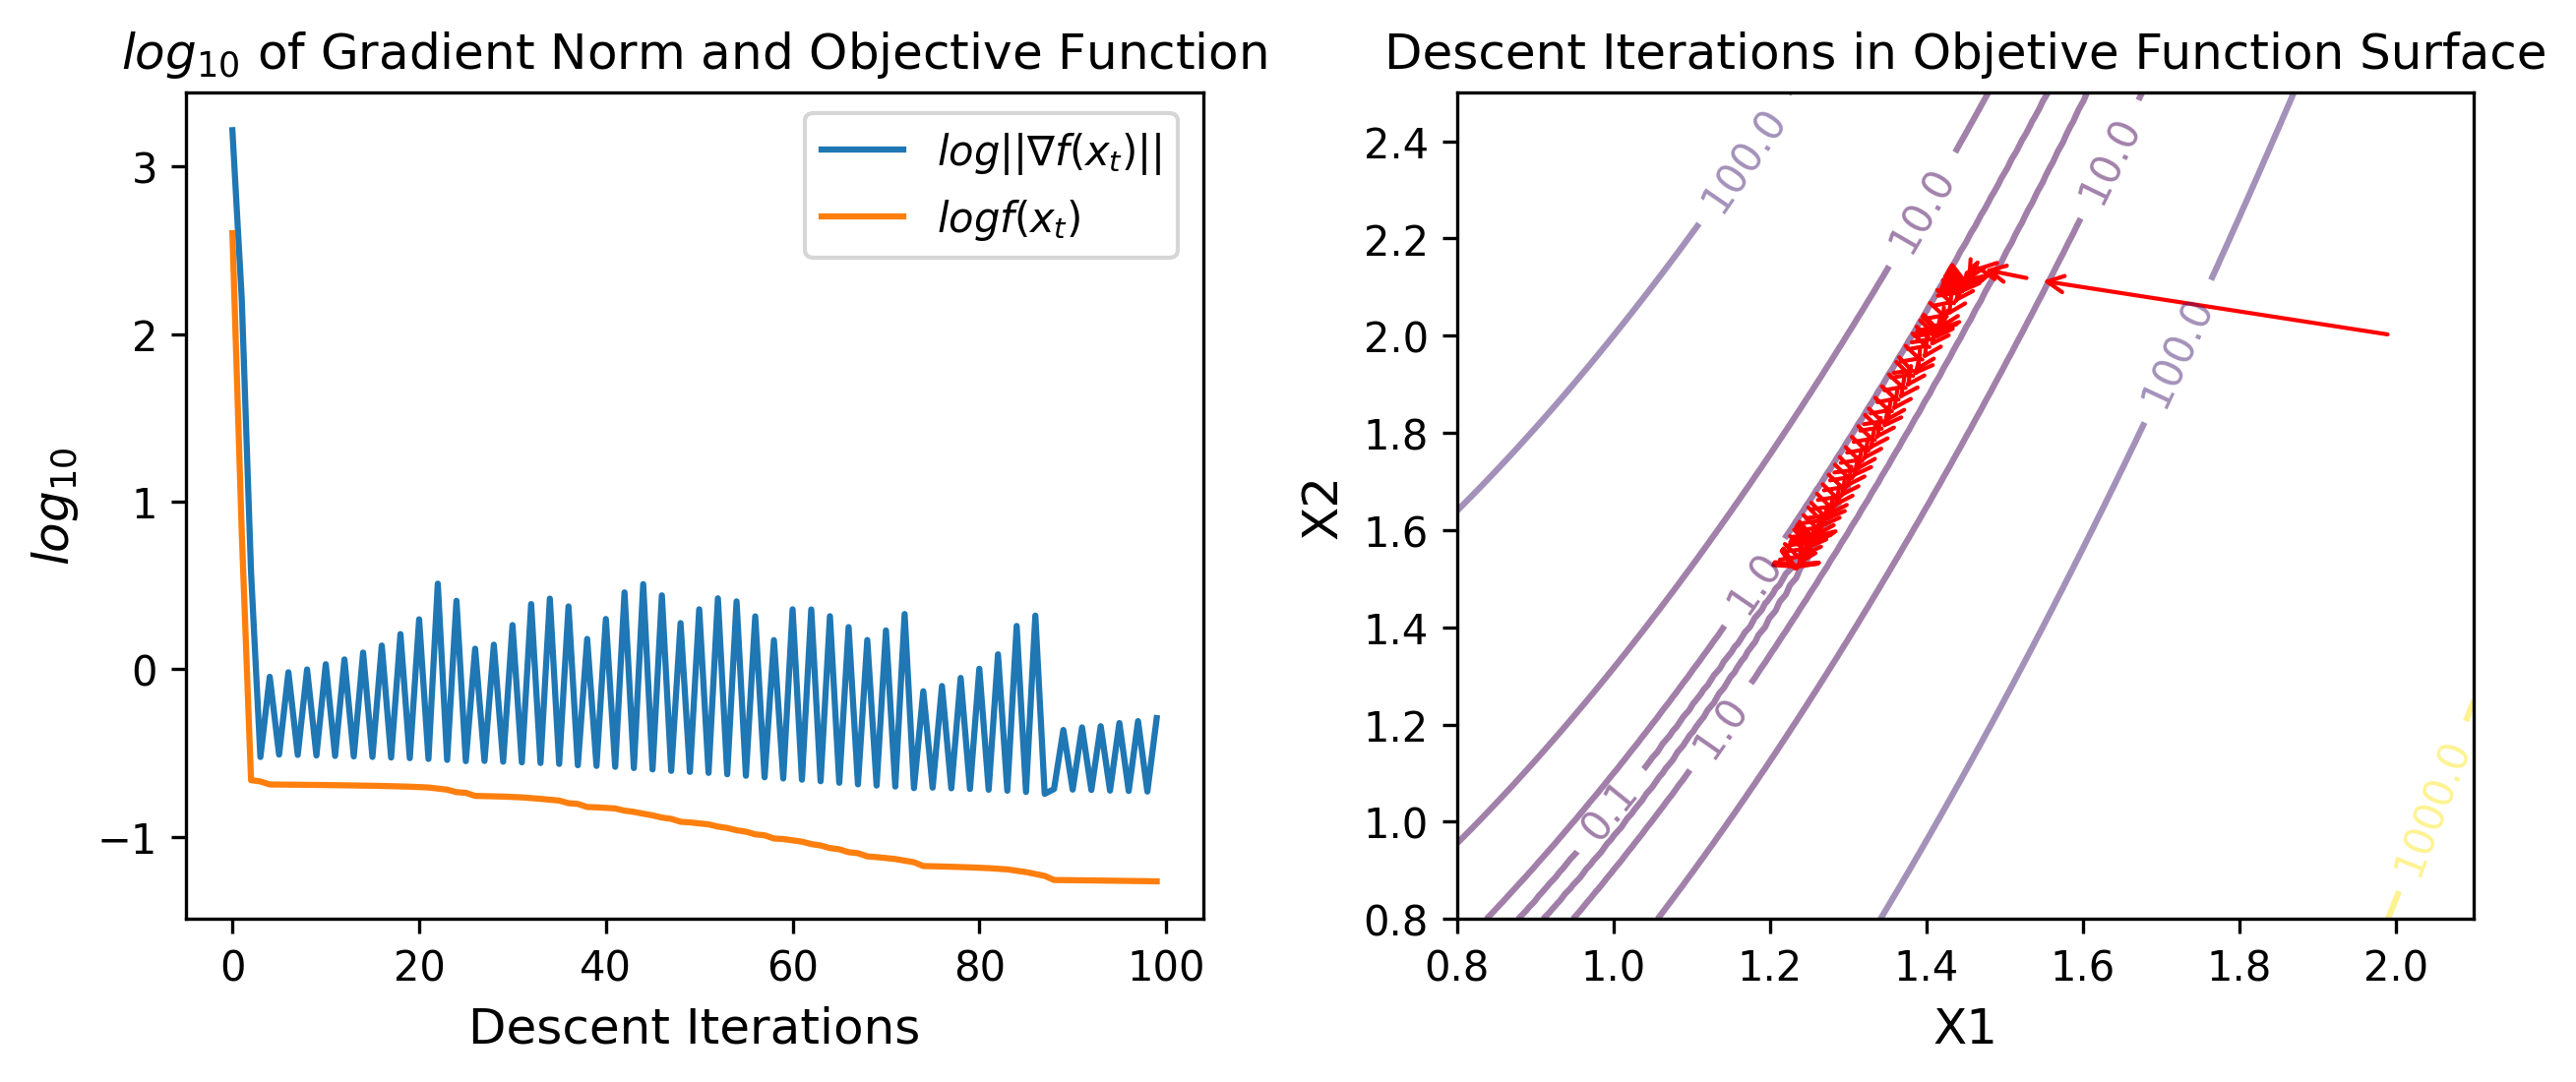 log₁₀ of Gradient Norm and Objective Function
3
2
1
0
−1
log₁₀
0 20 40 60 80 100
Descent Iterations
log||∇f(xₜ)||
logf(xₜ)
Descent Iterations in Objetive Function Surface
2.4
2.2
2.0
1.8
1.6
1.4
1.2
1.0
0.8
X2
0.8 1.0 1.2 1.4 1.6 1.8 2.0
X1
100.0
10.0
10.0
100.0
1.0
1.0
0.1
1000.0